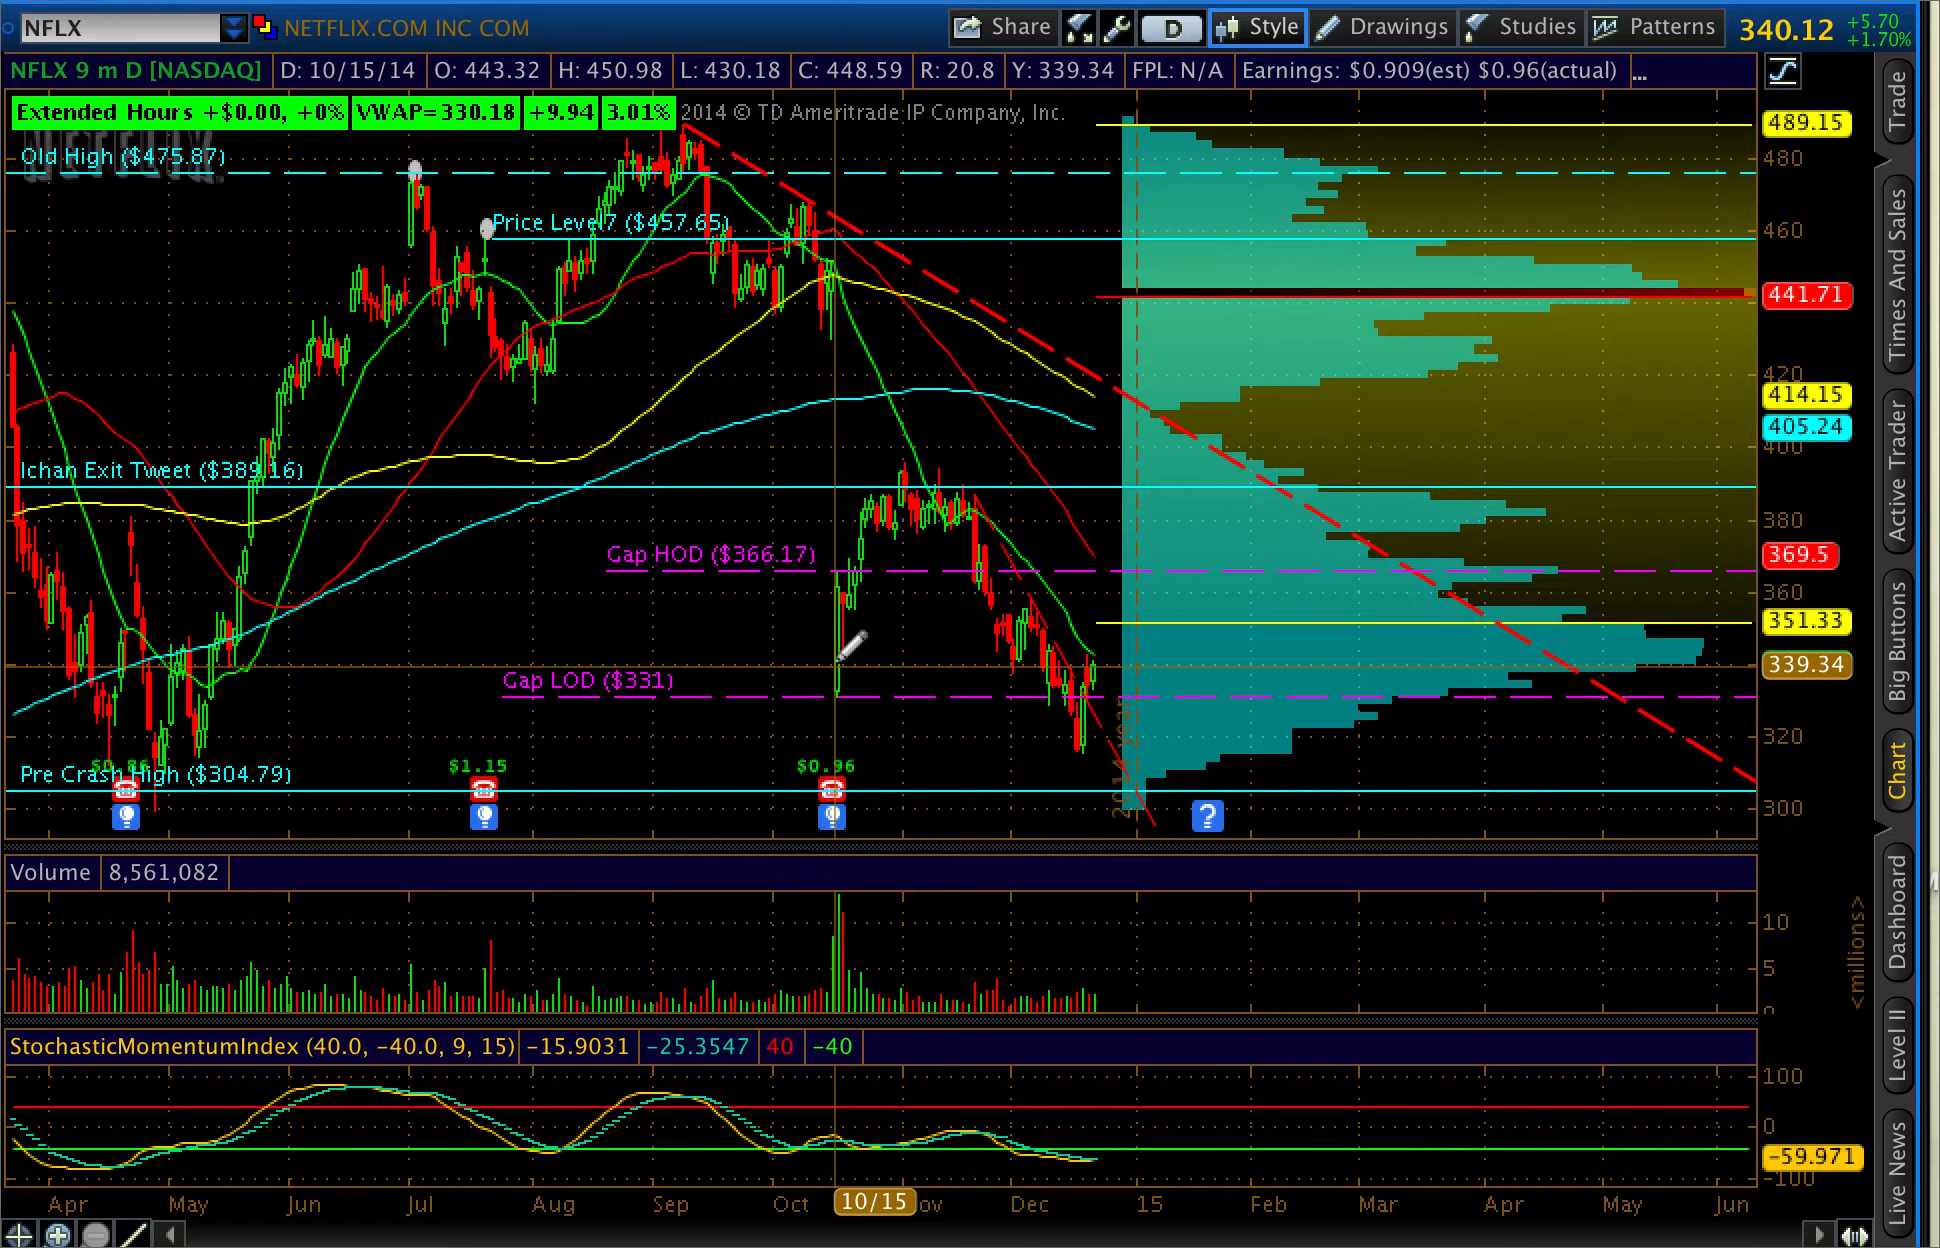 NFLX NETFLIX.COM INC COM Share D Style Drawings Studies Patterns 340.12 +5.70 +1.70%
NFLX 9 m D [NASDAQ] D: 10/15/14 O: 443.32 H: 450.98 L: 430.18 C: 448.59 R: 20.8 Y: 339.34 FPL: N/A Earnings: $0.909(est) $0.96(actual) ...
Extended Hours +$0.00, +0% VWAP=330.18 +9.94 3.01% 2014 © TD Ameritrade IP Company, Inc.
489.15
Old High ($475.87)
480
Price Level7 ($457.65)
460
441.71
420
414.15
405.24
400
Ichan Exit Tweet ($389.16)
380
Gap HOD ($366.17)
369.5
360
351.33
339.34
Gap LOD ($331)
320
2014 year
$0.86 $1.15 $0.96
Pre Crash High ($304.79)
300
?
Volume 8,561,082
10
5
<millions>
StochasticMomentumIndex (40.0, -40.0, 9, 15) -15.9031 -25.3547 40 -40
100
0
-59.971
-100
Apr May Jun Jul Aug Sep Oct 10/15 ov Dec 15 Feb Mar Apr May Jun
Trade
Times And Sales
Active Trader
Big Buttons
Chart
Dashboard
Level II
Live News